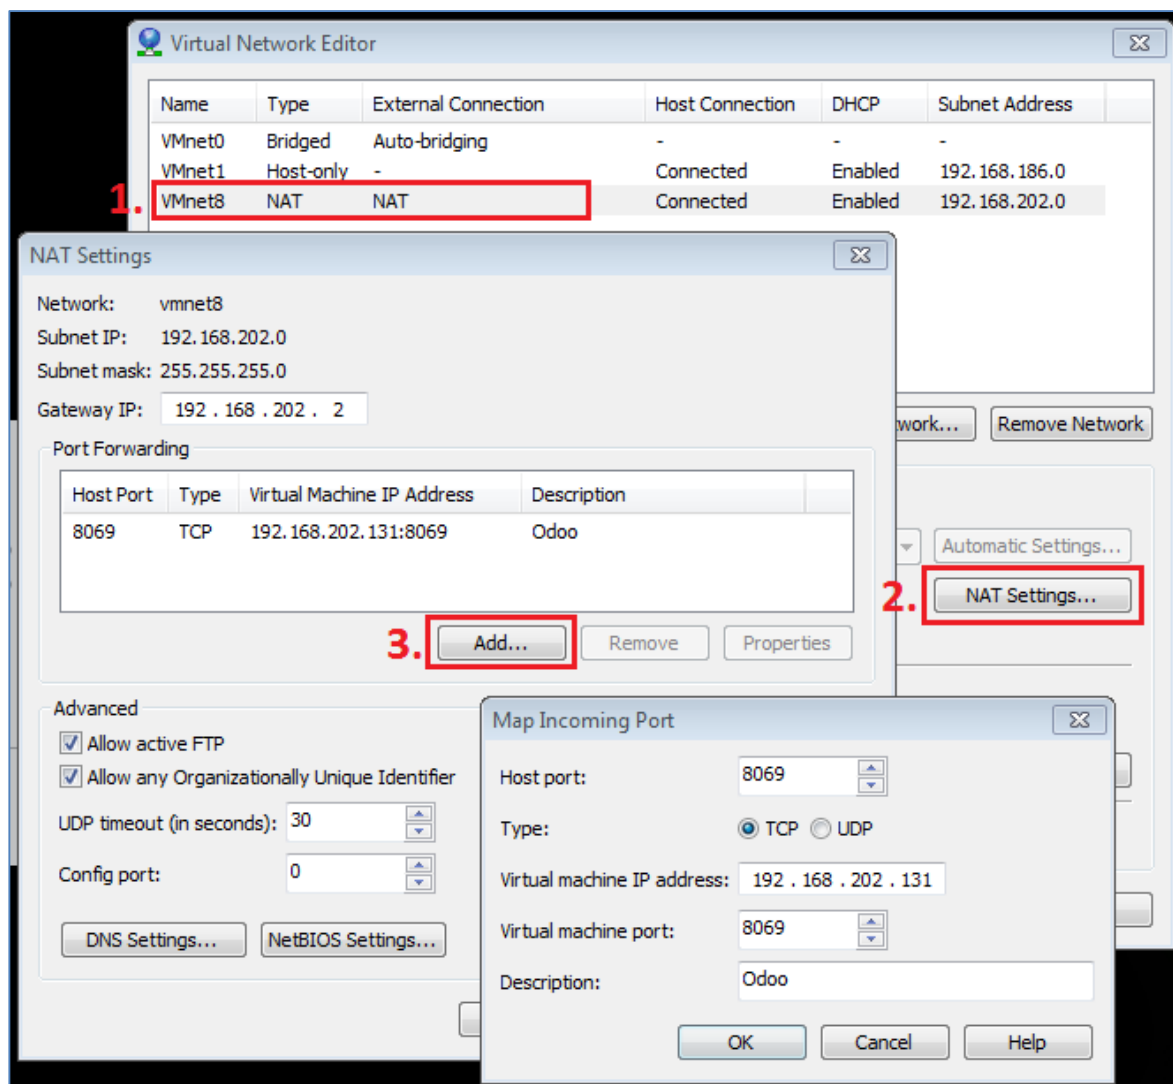 Virtual Network Editor
Name Type External Connection Host Connection DHCP Subnet Address
VMnet0 Bridged Auto-bridging - - -
VMnet1 Host-only - Connected Enabled 192.168.186.0
1. VMnet8 NAT NAT Connected Enabled 192.168.202.0
NAT Settings
Network: vmnet8
Subnet IP: 192.168.202.0
Subnet mask: 255.255.255.0
Gateway IP: 192 . 168 . 202 . 2
work... Remove Network
Port Forwarding
Host Port Type Virtual Machine IP Address Description
8069 TCP 192.168.202.131:8069 Odoo
Automatic Settings...
2. NAT Settings...
3. Add... Remove Properties
Advanced
Allow active FTP
Allow any Organizationally Unique Identifier
UDP timeout (in seconds): 30
Config port: 0
DNS Settings... NetBIOS Settings...
Map Incoming Port
Host port: 8069
Type: TCP UDP
Virtual machine IP address: 192 . 168 . 202 . 131
Virtual machine port: 8069
Description: Odoo
OK Cancel Help